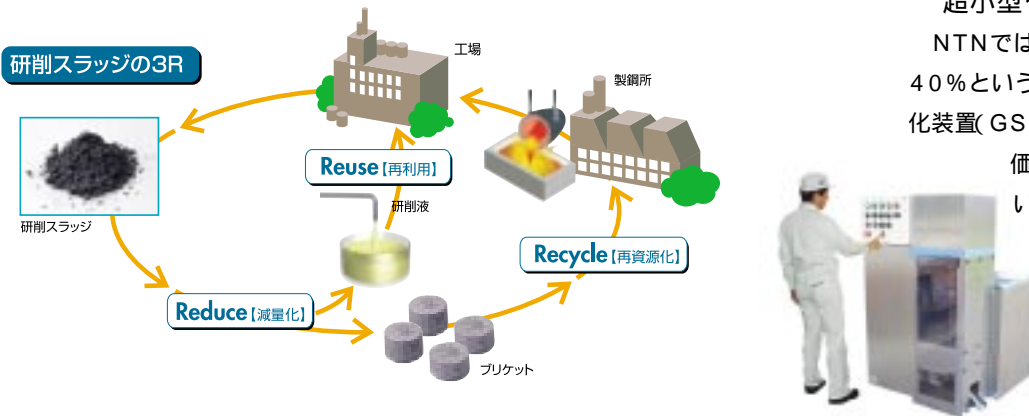 研削スラッジの3R
工場
製鋼所
Reuse【再利用】
研削液
研削スラッジ
Recycle【再資源化】
Reduce【減量化】
ブリケット
超小型
NTNでは
40%という
化装置(GS
価
い